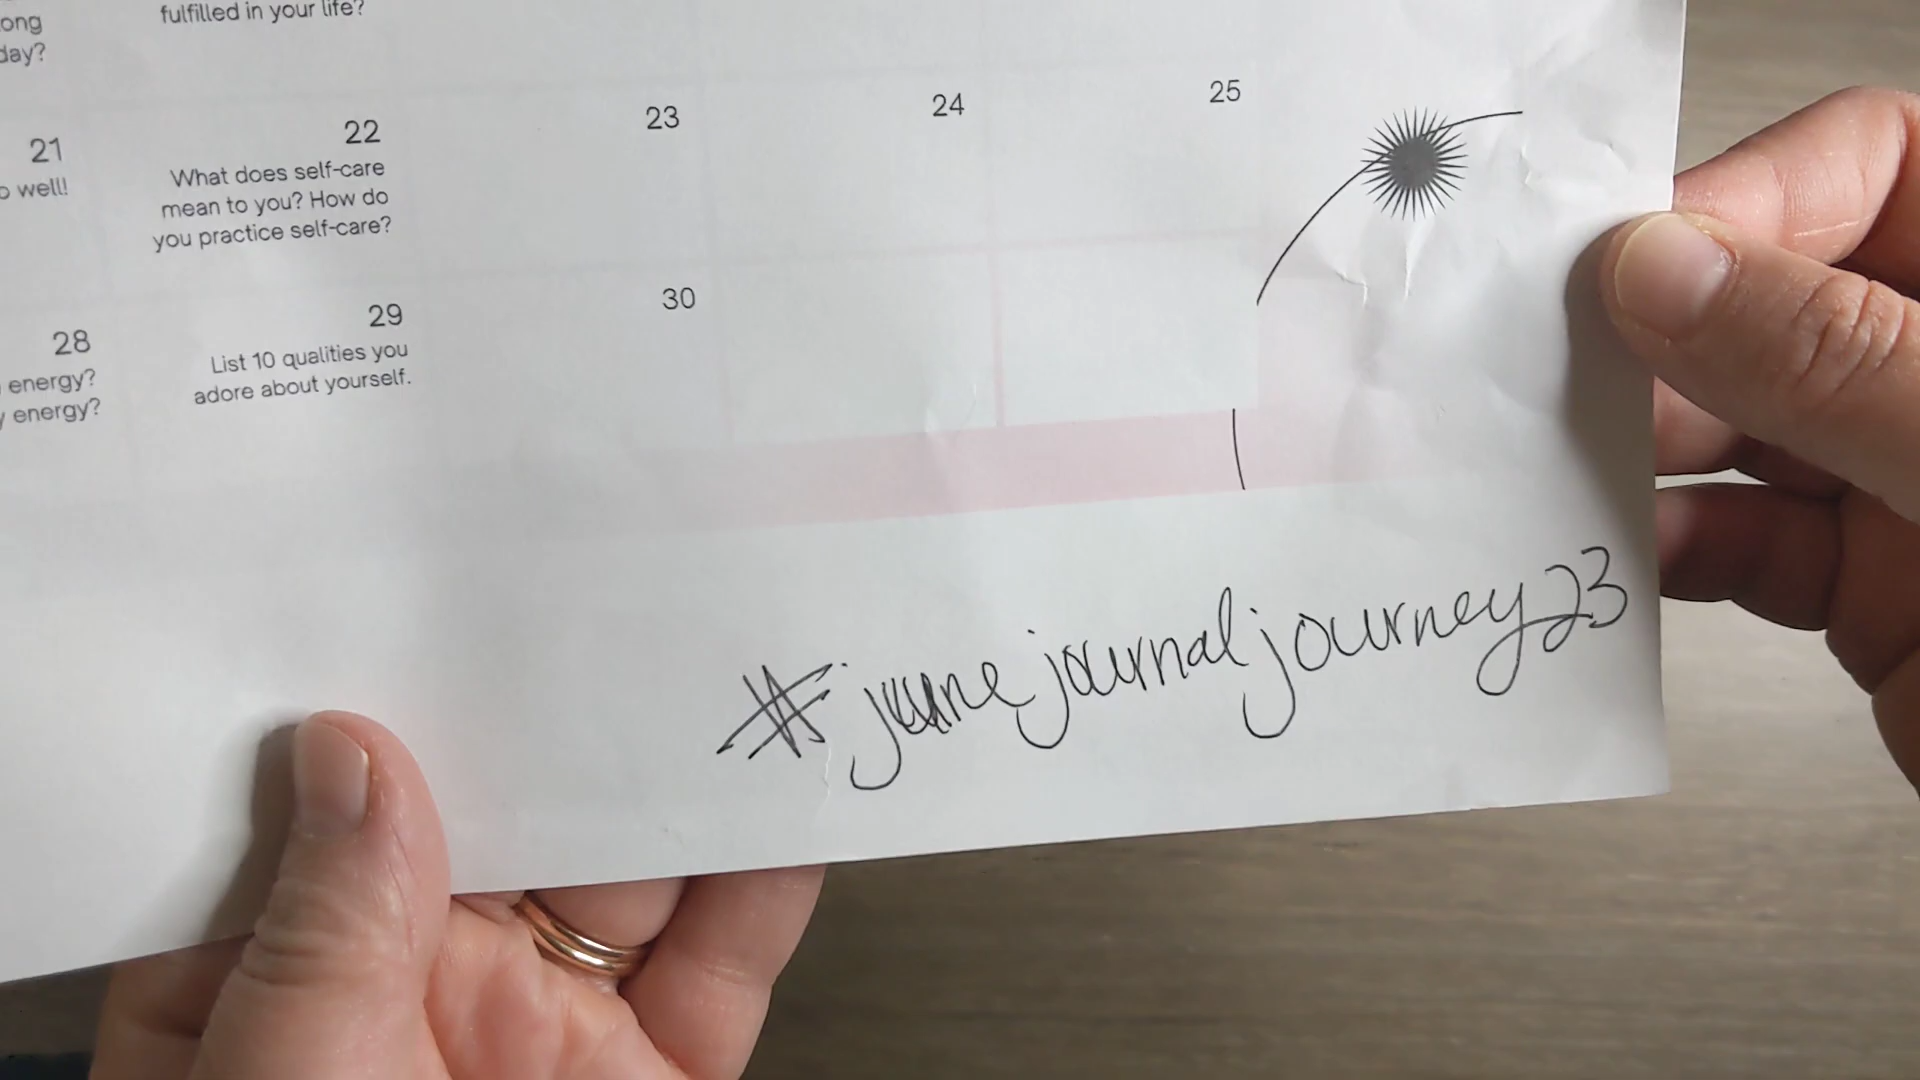 ong
day?
fulfilled in your life?
21
o well!
22
What does self-care
mean to you? How do
you practice self-care?
23
24
25
28
energy?
y energy?
29
List 10 qualities you
adore about yourself.
30
#junejournaljourney23